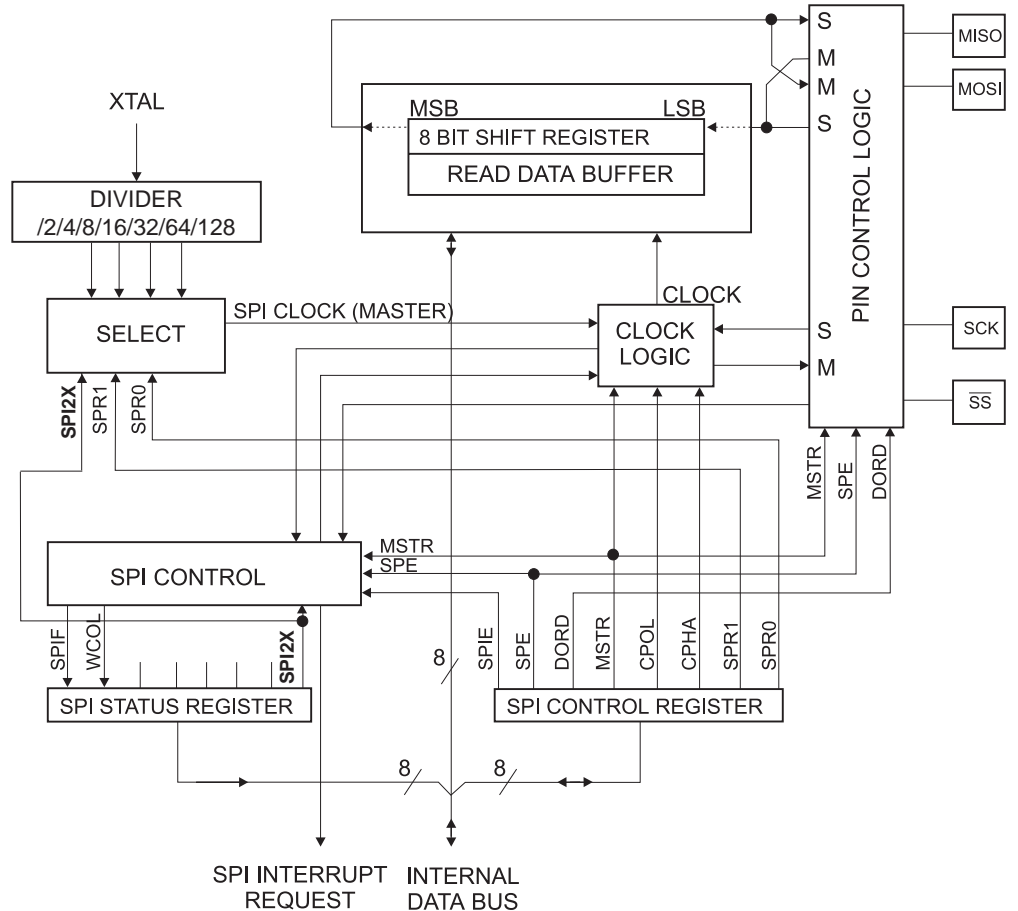 S
MISO
M
MOSI
M
S
XTAL
MSB
LSB
8 BIT SHIFT REGISTER
READ DATA BUFFER
DIVIDER
/2/4/8/16/32/64/128
PIN CONTROL LOGIC
SPI CLOCK (MASTER)
CLOCK
SELECT
CLOCK
LOGIC
S
M
SCK
SS
SPI2X
SPR1
SPR0
MSTR
SPE
DORD
MSTR
SPE
SPI CONTROL
SPIF
WCOL
SPI2X
8
SPIE
SPE
DORD
MSTR
CPOL
CPHA
SPR1
SPR0
SPI STATUS REGISTER
SPI CONTROL REGISTER
8
8
SPI INTERRUPT
REQUEST
INTERNAL
DATA BUS